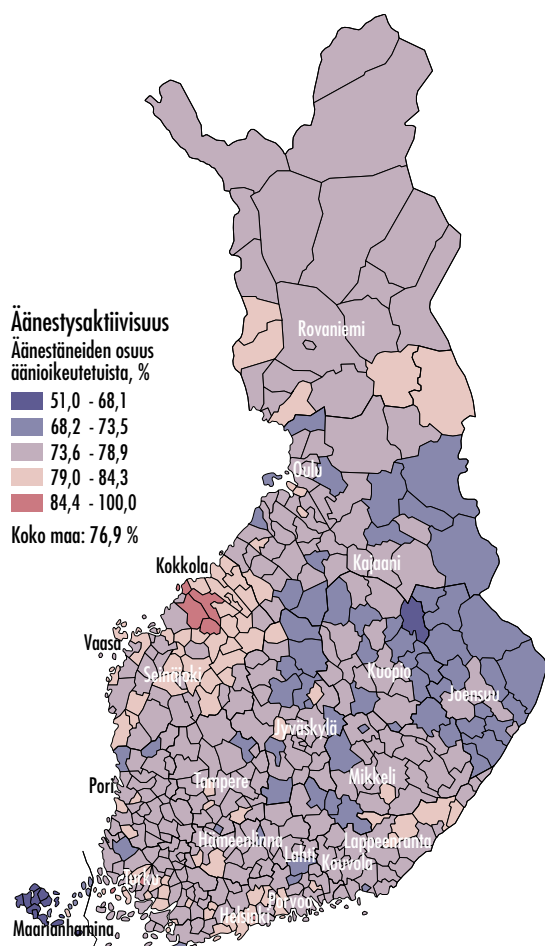 Rovaniemi
Äänestysaktiivisuus
Äänestäneiden osuus
äänioikeutetuista, %
51,0 - 68,1
68,2 - 73,5
73,6 - 78,9
79,0 - 84,3
84,4 - 100,0
Koko maa: 76,9 %
Oulu
Kajaani
Kokkola
Vaasa
Seinäjoki
Kuopio
Joensuu
Jyväskylä
Pori
Tampere
Mikkeli
Hämeenlinna
Lappeenranta
Lahti
Kouvola
Turku
Porvoo
Helsinki
Maarianhamina